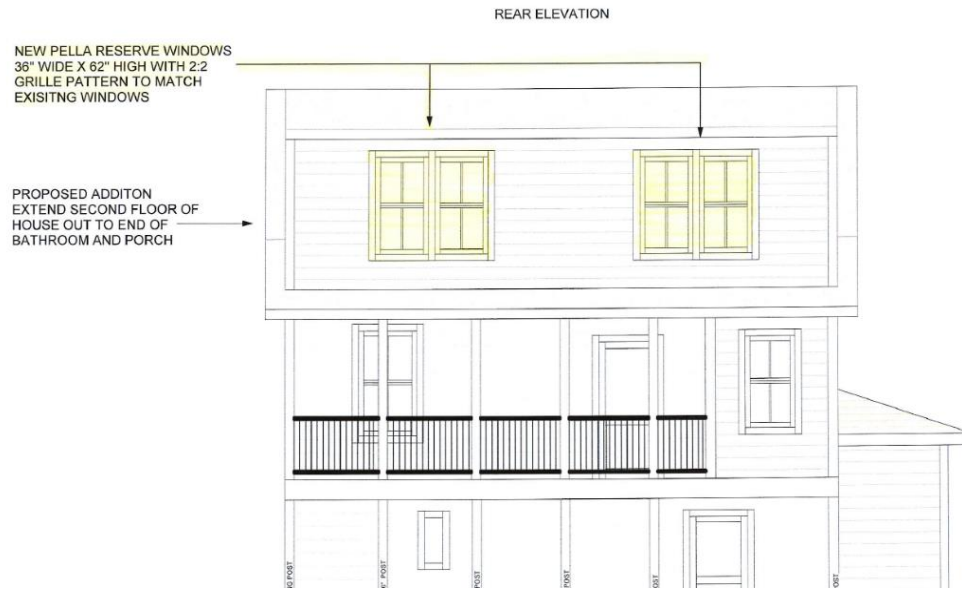 REAR ELEVATION
NEW PELLA RESERVE WINDOWS
36" WIDE X 62" HIGH WITH 2:2
GRILLE PATTERN TO MATCH
EXISITNG WINDOWS
PROPOSED ADDITON
EXTEND SECOND FLOOR OF
HOUSE OUT TO END OF
BATHROOM AND PORCH
POST
POST
POST
POST
POST
POST